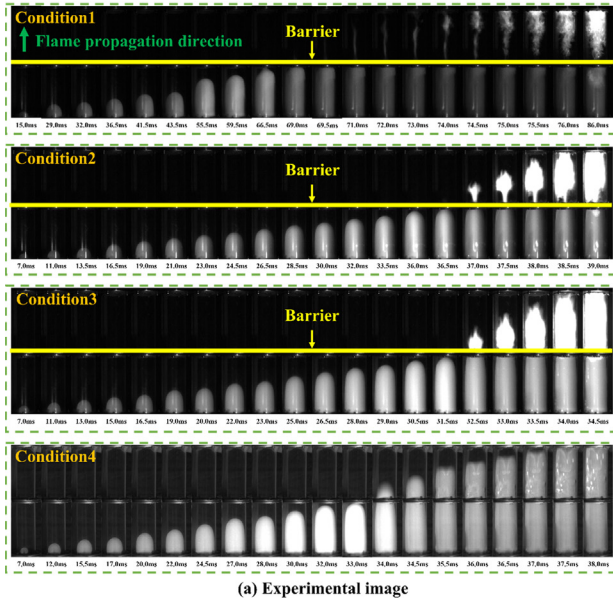 Condition1
Flame propagation direction
Barrier
15.0ms 29.0ms 32.0ms 36.5ms 41.5ms 43.5ms 55.5ms 59.5ms 66.5ms 69.0ms 69.5ms 71.0ms 72.0ms 73.0ms 74.0ms 74.5ms 75.0ms 75.5ms 76.0ms 86.0ms
Condition2
Barrier
7.0ms 11.0ms 13.5ms 16.5ms 19.0ms 21.0ms 23.0ms 24.5ms 26.5ms 28.5ms 30.0ms 32.0ms 33.5ms 36.0ms 36.5ms 37.0ms 37.5ms 38.0ms 38.5ms 39.0ms
Condition3
Barrier
7.0ms 11.0ms 13.0ms 15.0ms 16.5ms 19.0ms 20.0ms 22.0ms 23.0ms 25.0ms 26.5ms 28.0ms 29.0ms 30.5ms 31.5ms 32.5ms 33.0ms 33.5ms 34.0ms 34.5ms
Condition4
7.0ms 12.0ms 15.5ms 17.0ms 20.0ms 22.0ms 24.5ms 27.0ms 28.0ms 30.0ms 32.0ms 33.0ms 34.0ms 34.5ms 35.5ms 36.0ms 36.5ms 37.0ms 37.5ms 38.0ms
(a) Experimental image